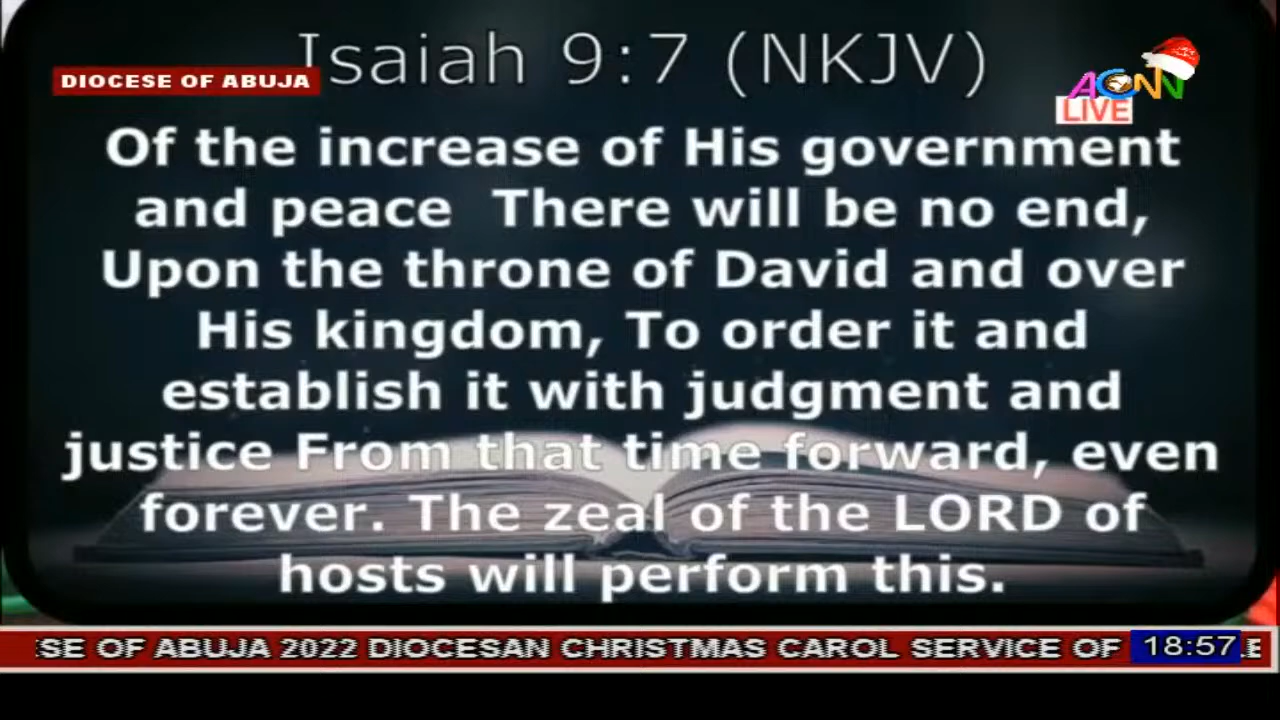 Isaiah 9:7 (NKJV)
DIOCESE OF ABUJA
ACNN
LIVE
Of the increase of His government
and peace There will be no end,
Upon the throne of David and over
His kingdom, To order it and
establish it with judgment and
justice From that time forward, even
forever. The zeal of the LORD of
hosts will perform this.
SE OF ABUJA 2022 DIOCESAN CHRISTMAS CAROL SERVICE OF
18:57